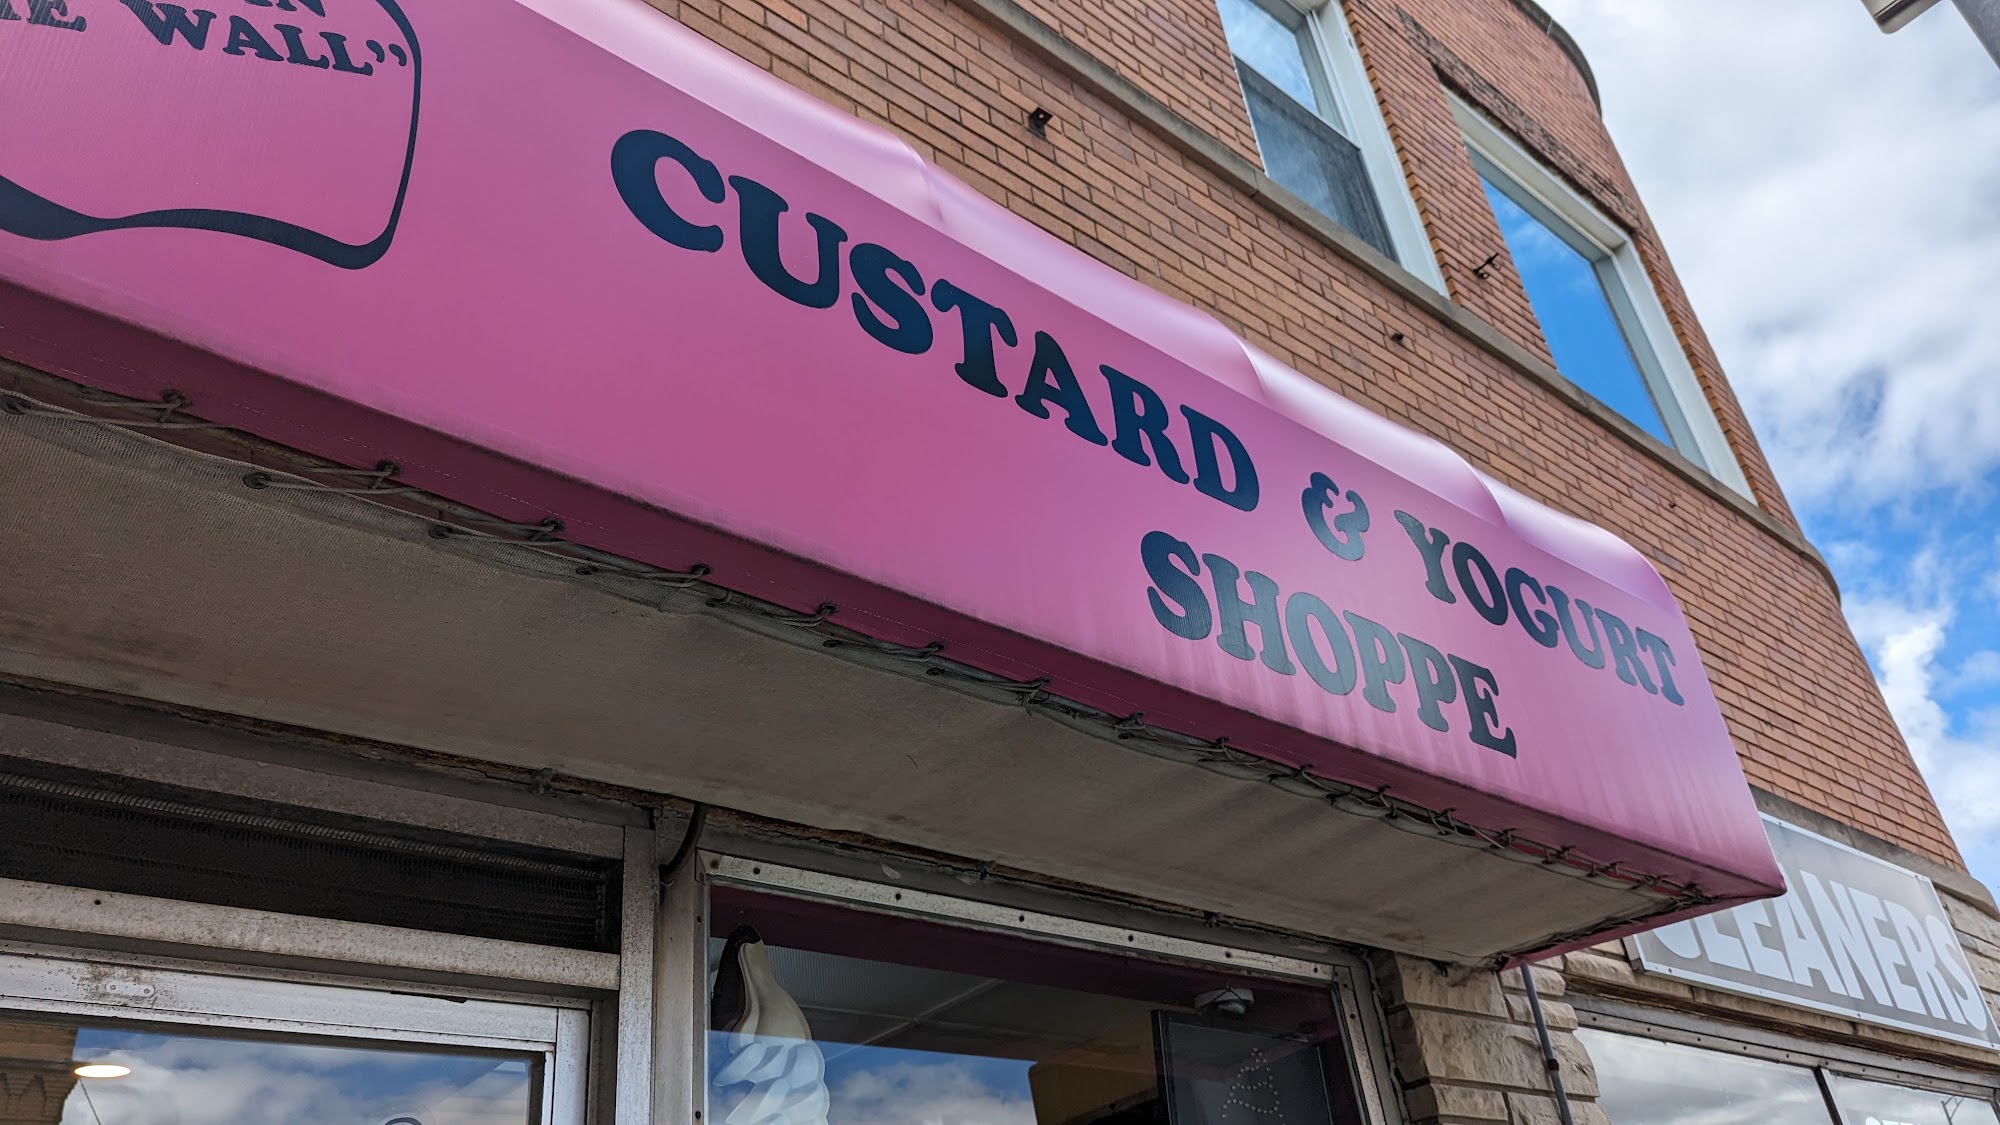 WALL”
CUSTARD & YOGURT
SHOPPE
CLEANERS